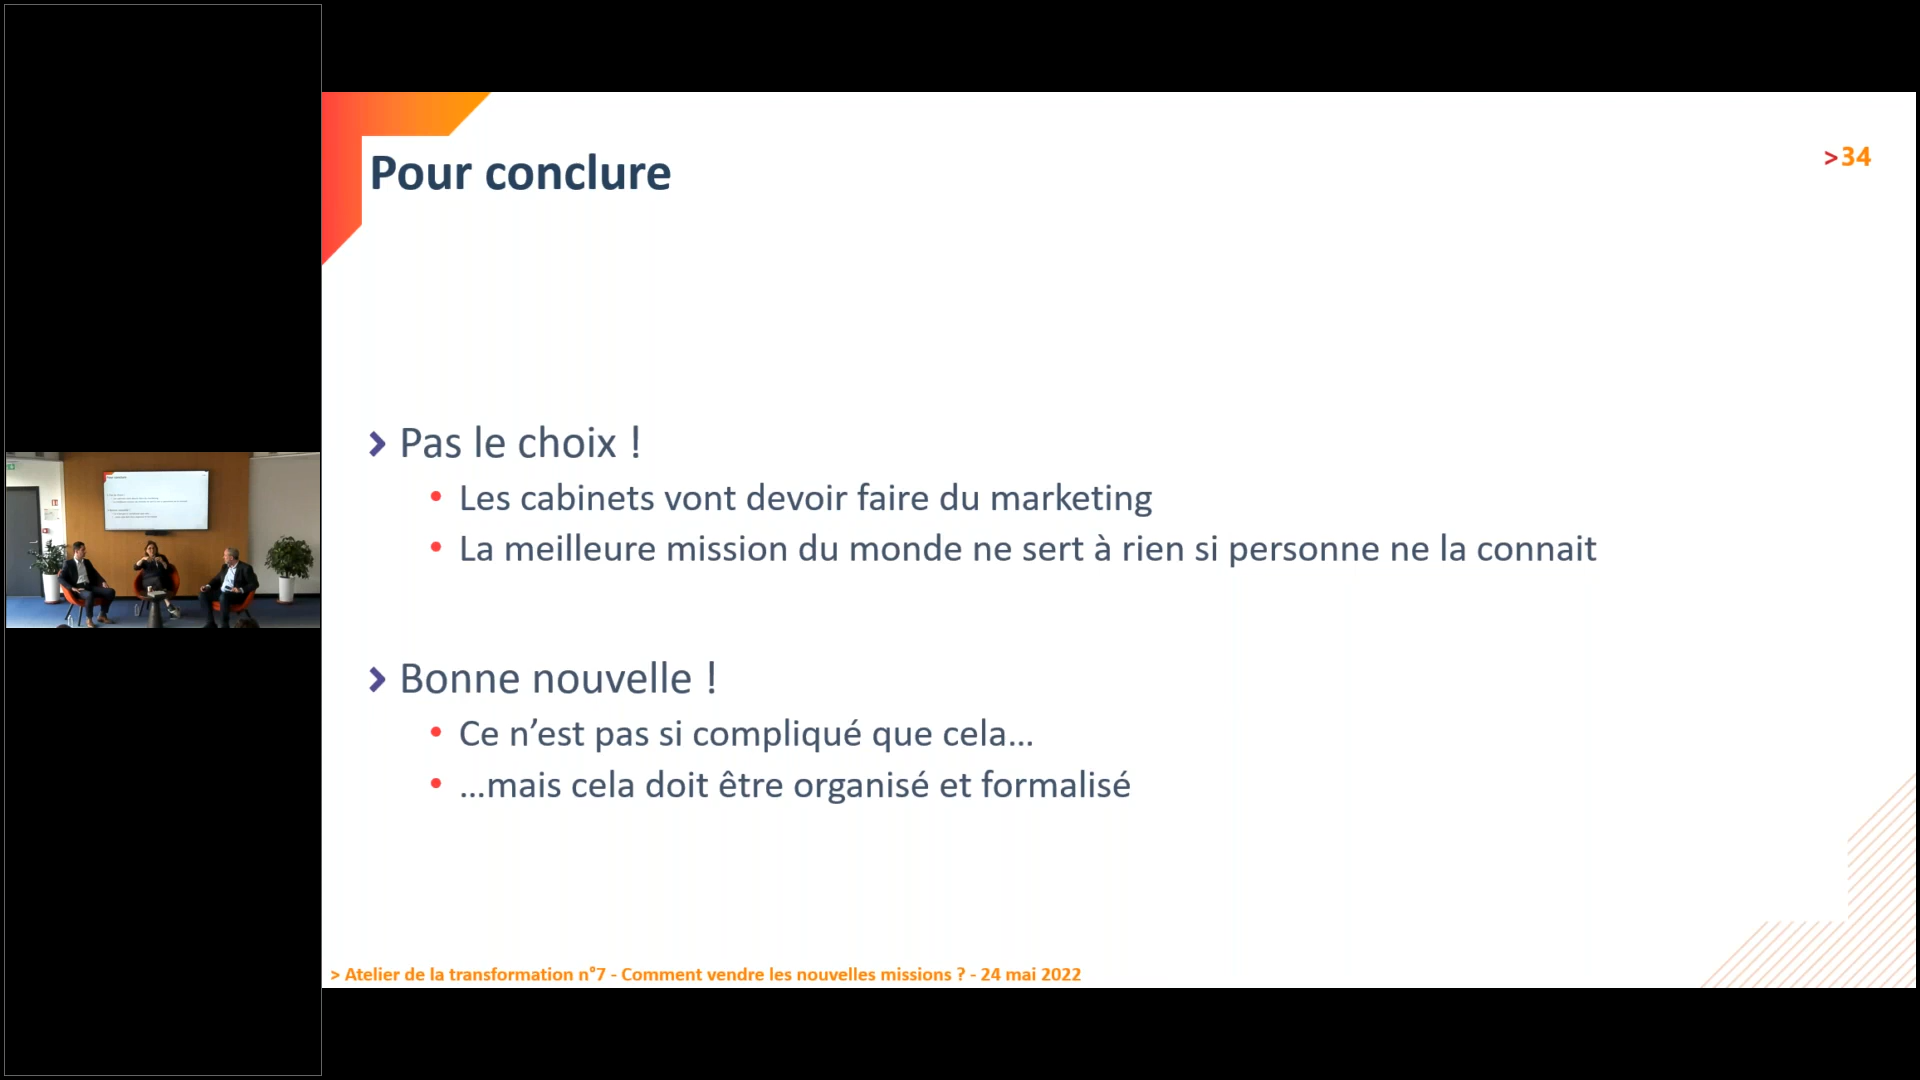 Pour conclure
>34
Pas le choix !
Les cabinets vont devoir faire du marketing
La meilleure mission du monde ne sert à rien si personne ne la connait
Bonne nouvelle !
Ce n’est pas si compliqué que cela…
…mais cela doit être organisé et formalisé
> Atelier de la transformation n°7 - Comment vendre les nouvelles missions ? - 24 mai 2022